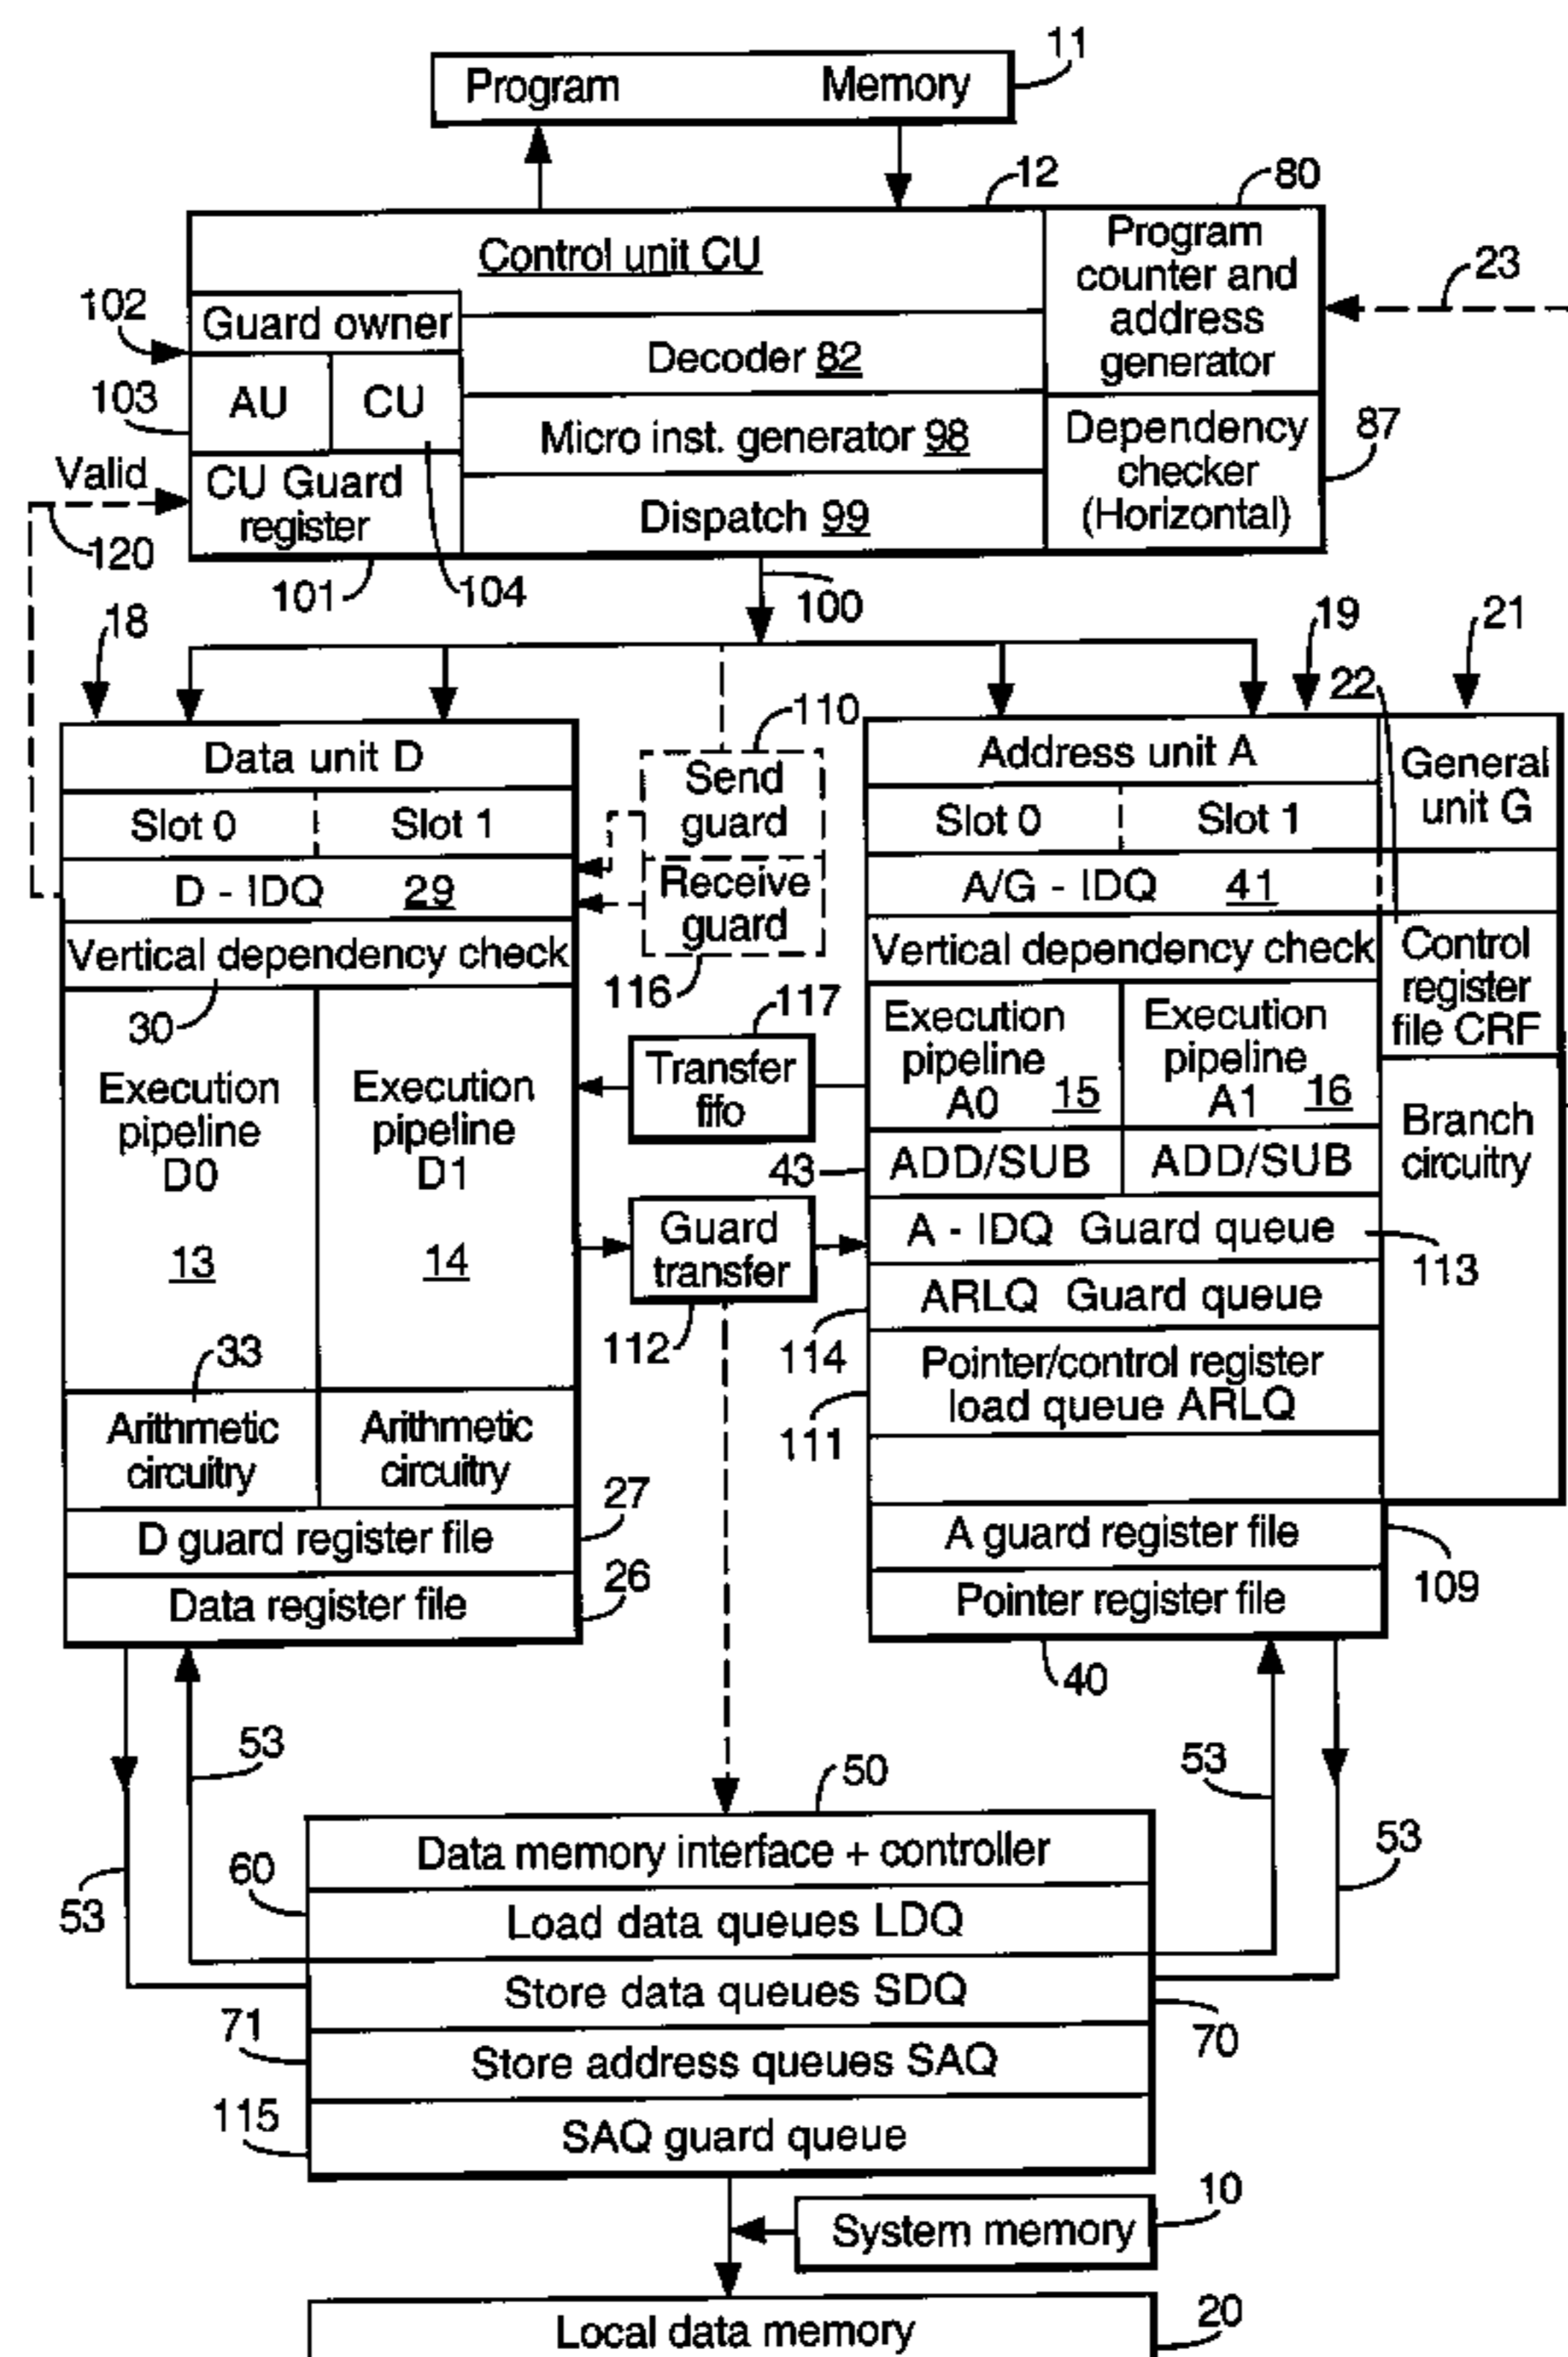 11
Program Memory
12
80
Control unit CU
Program
counter and
address
generator
23
102
Guard owner
Decoder 82
103
AU
CU
Micro inst. generator 98
Dependency
checker
(Horizontal)
87
Valid
CU Guard
register
Dispatch 99
120
101
104
100
18
19
21
22
110
Data unit D
Send
guard
Address unit A
General
unit G
Slot 0
Slot 1
Slot 0
Slot 1
D - IDQ 29
Receive
guard
A/G - IDQ 41
Vertical dependency check
Vertical dependency check
Control
register
file CRF
30
116
117
Execution
pipeline
D0
13
Execution
pipeline
D1
14
Transfer
fifo
Execution
pipeline
A0 15
Execution
pipeline
A1 16
Branch
circuitry
43
ADD/SUB
ADD/SUB
Guard
transfer
A - IDQ Guard queue
113
112
ARLQ Guard queue
114
33
Pointer/control register
load queue ARLQ
111
Arithmetic
circuitry
Arithmetic
circuitry
27
D guard register file
A guard register file
26
109
Data register file
Pointer register file
40
53
53
50
53
53
Data memory interface + controller
60
Load data queues LDQ
Store data queues SDQ
71
70
Store address queues SAQ
115
SAQ guard queue
10
System memory
20
Local data memory